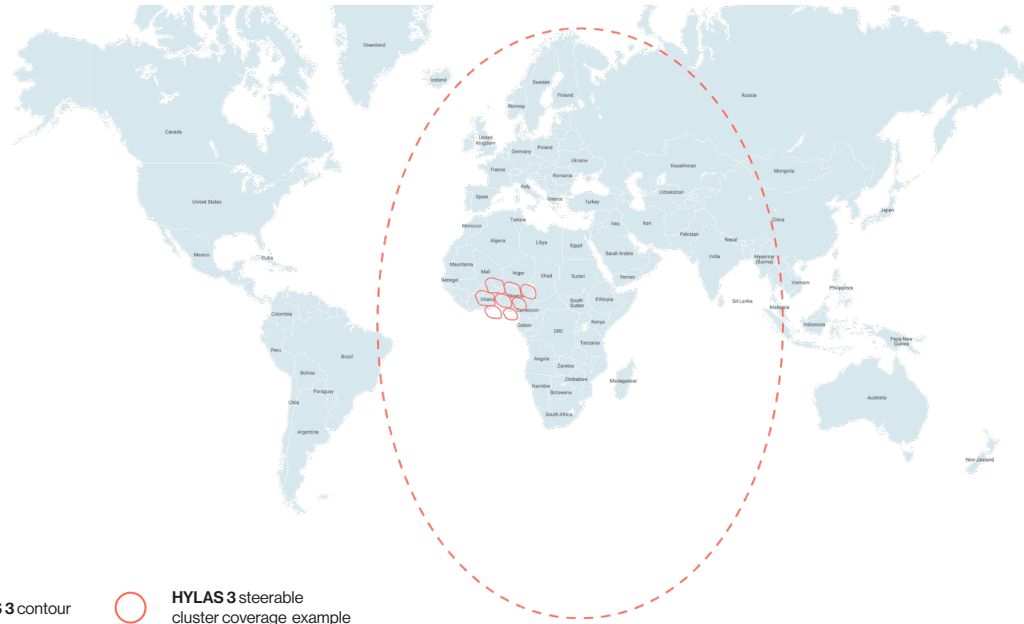 Greenland
Iceland
Sweden
Finland
Norway
Russia
Canada
United
Kingdom
Germany
Poland
Ukraine
Kazakhstan
France
Romania
Mongolia
Italy
Spain
Greece
Turkey
Uzbekistan
United States
Japan
Tunisia
China
Morocco
Iraq
Iran
Pakistan
Algeria
Libya
Egypt
Nepal
Mexico
Cuba
Saudi Arabia
India
Myanmar
(Burma)
Mauritania
Mali
Niger
Chad
Sudan
Yemen
Senegal
Vietnam
Philippines
Ghana
South
Sudan
Ethiopia
Sri Lanka
Malaysia
Cameroon
Colombia
Gabon
Kenya
Indonesia
DRC
Papua New
Guinea
Tanzania
Peru
Brazil
Angola
Zambia
Bolivia
Zimbabwe
Madagascar
Namibia
Botswana
Paraguay
Chile
Australia
South Africa
Argentina
New Zealand
3 contour
HYLAS 3 steerable
cluster coverage example